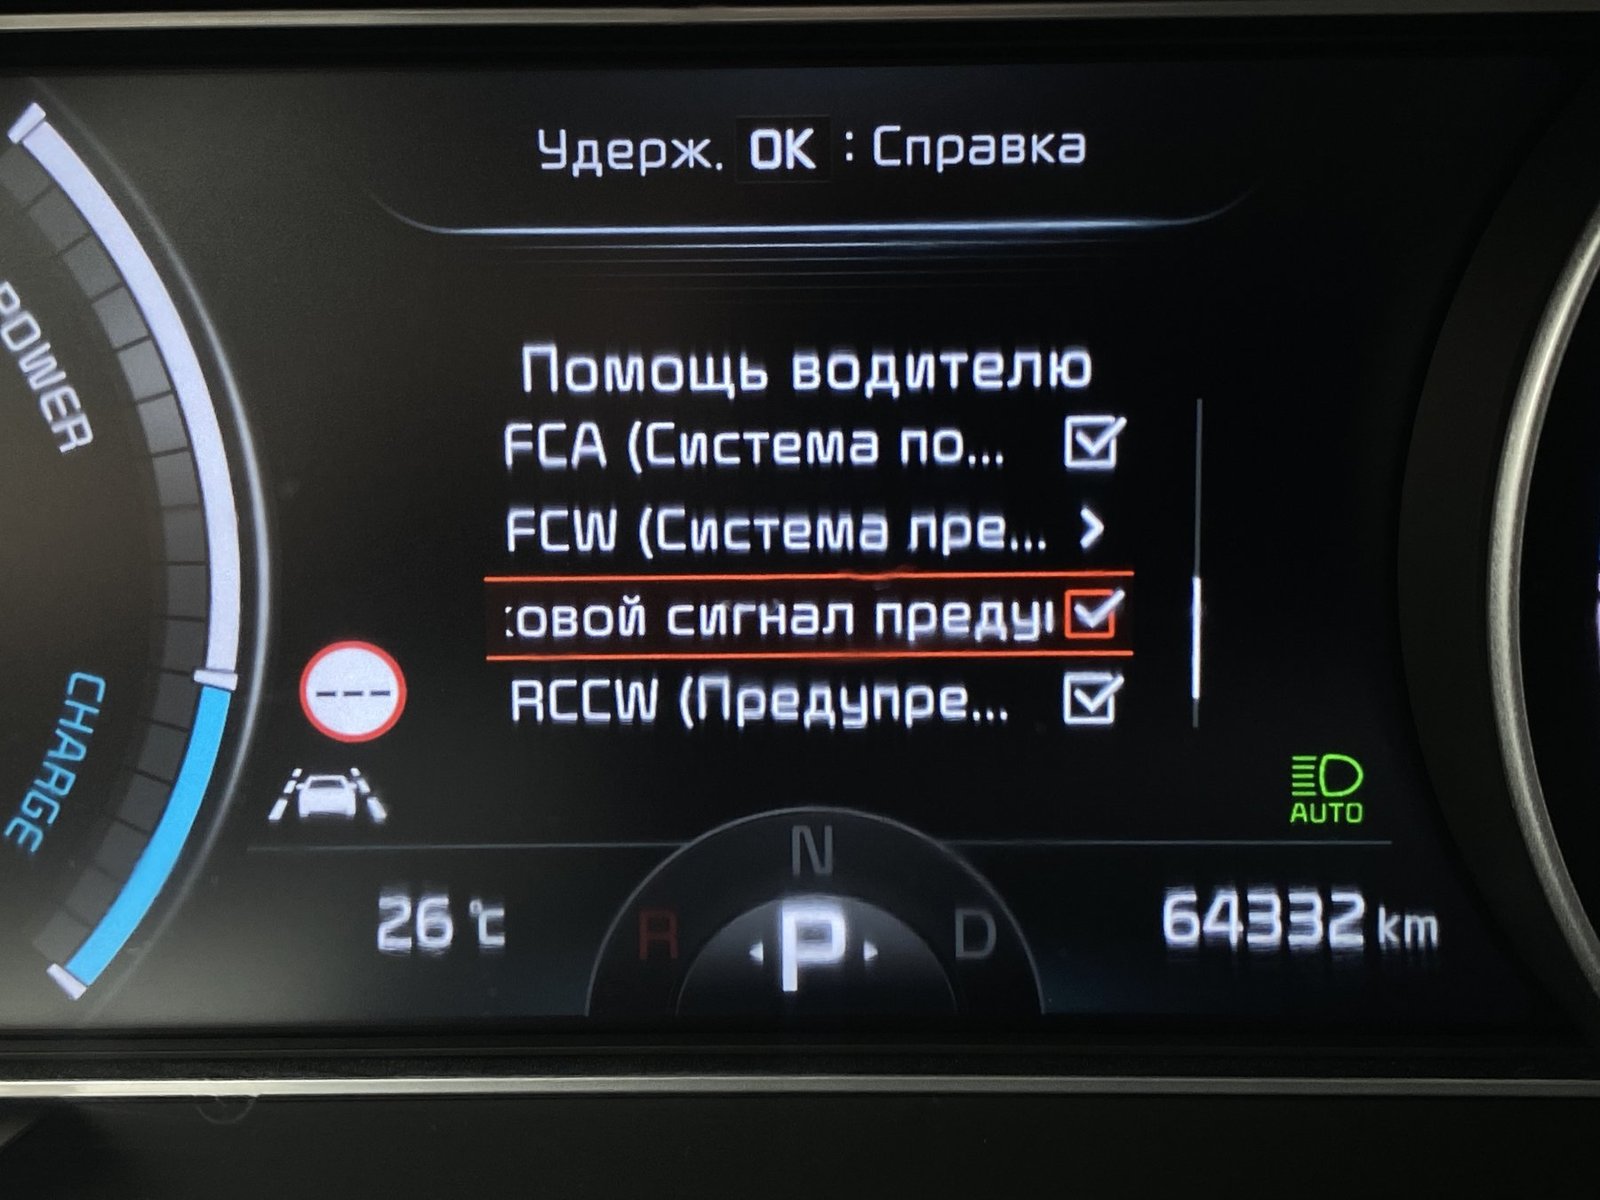 Удерж. OK : Справка
Помощь водителю
FCA (Система по...
FCW (Система пре...
ковой сигнал преду
RCCW (Предупре...
POWER
CHARGE
---
AUTO
26 °C
N
R
P
D
64332 km